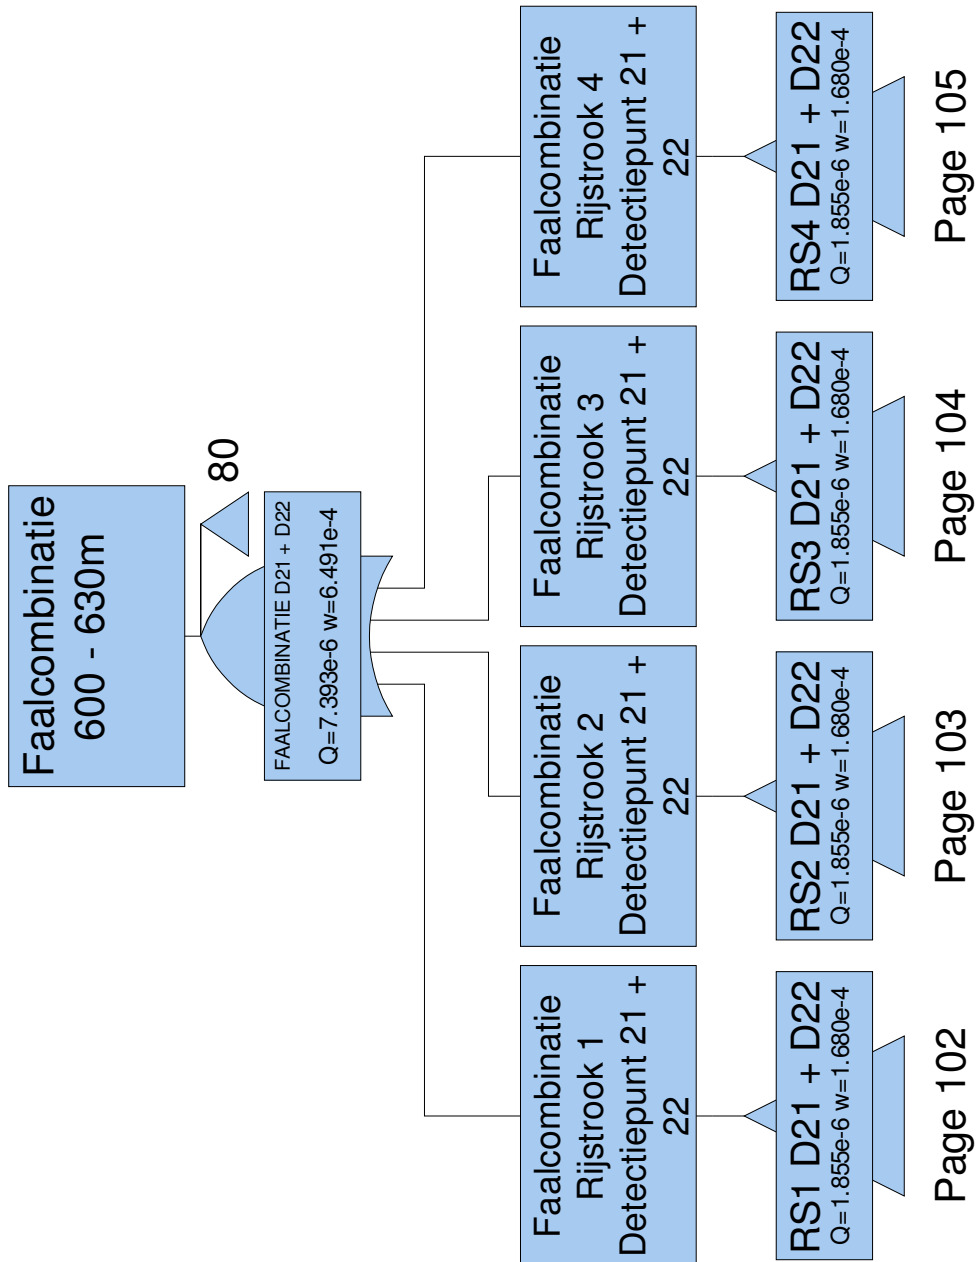 Faalcombinatie
600 - 630m
80
FAALCOMBINATIE D21 + D22
Q=7.393e-6 w=6.491e-4
Faalcombinatie
Rijstrook 1
Detectiepunt 21 +
22
RS1 D21 + D22
Q=1.855e-6 w=1.680e-4
Page 102
Faalcombinatie
Rijstrook 2
Detectiepunt 21 +
22
RS2 D21 + D22
Q=1.855e-6 w=1.680e-4
Page 103
Faalcombinatie
Rijstrook 3
Detectiepunt 21 +
22
RS3 D21 + D22
Q=1.855e-6 w=1.680e-4
Page 104
Faalcombinatie
Rijstrook 4
Detectiepunt 21 +
22
RS4 D21 + D22
Q=1.855e-6 w=1.680e-4
Page 105